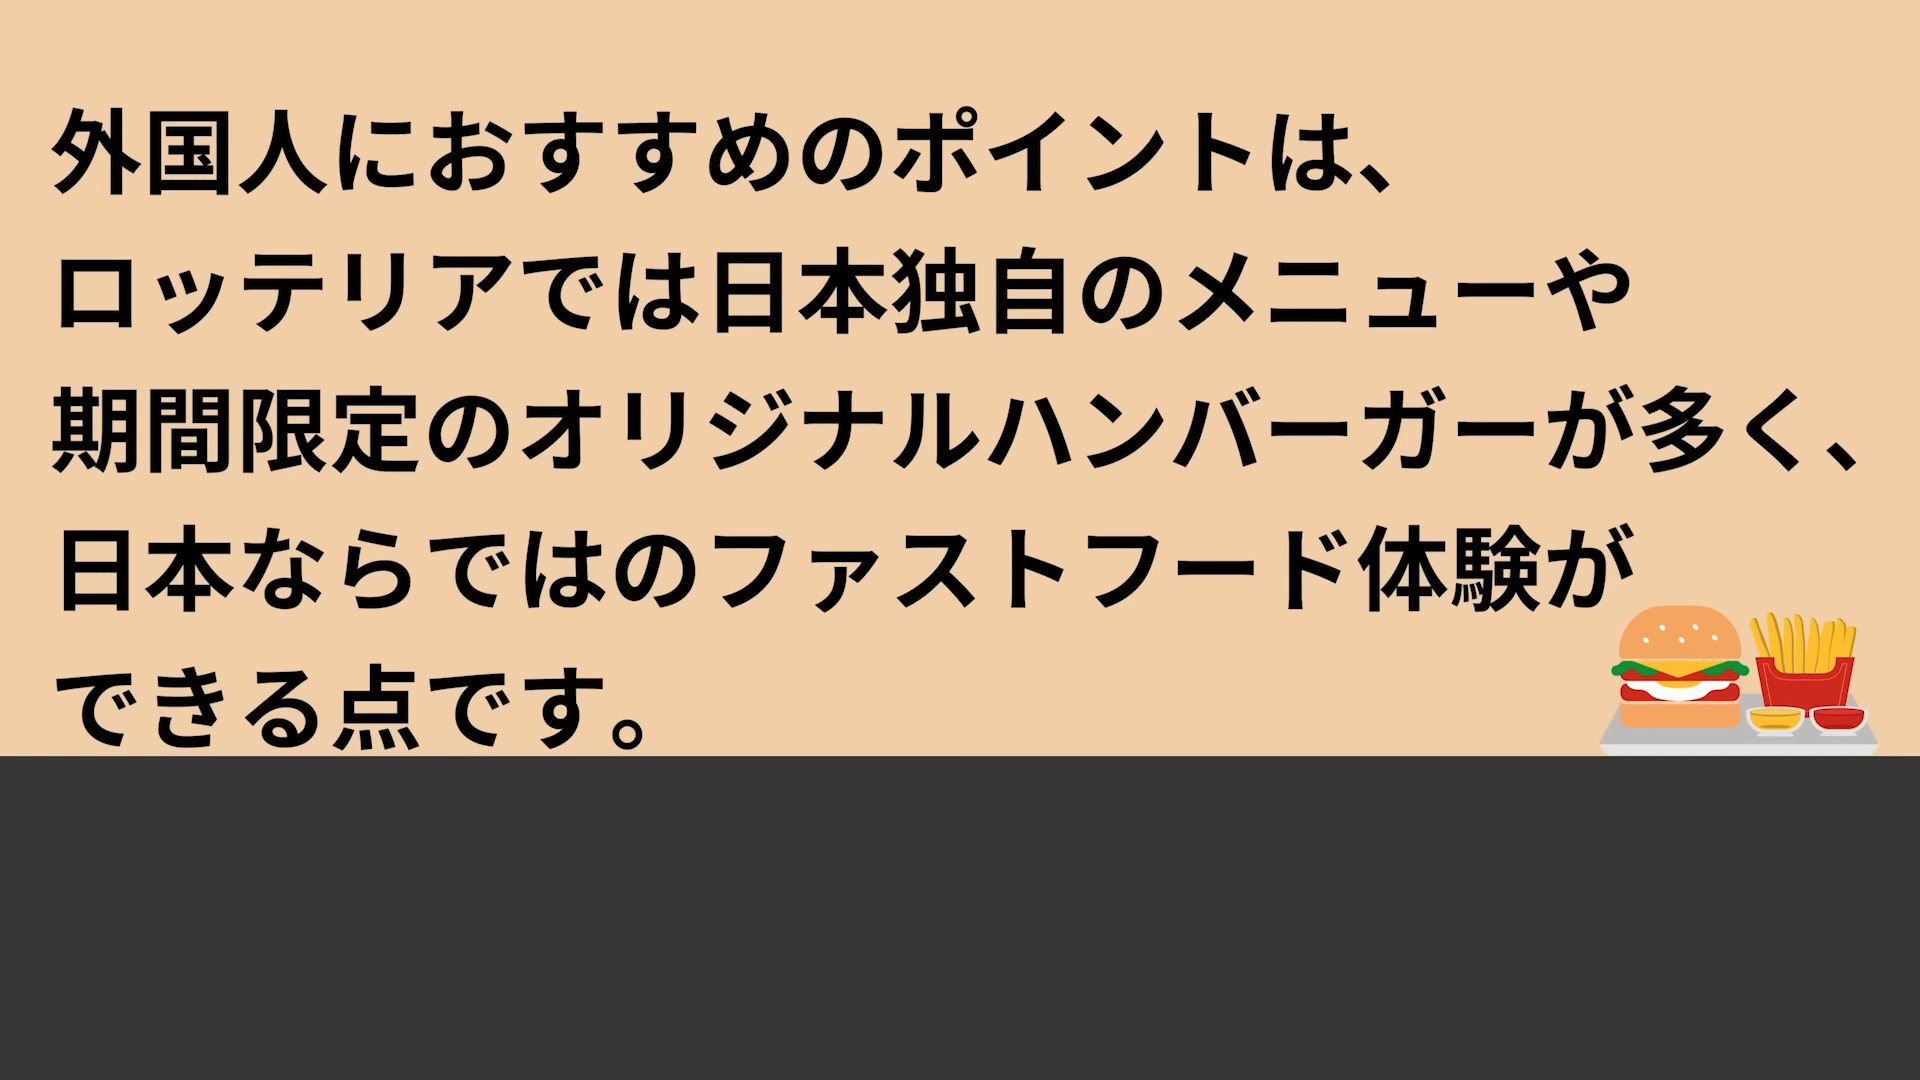 外国人におすすめのポイントは、
ロッテリアでは日本独自のメニューや
期間限定のオリジナルハンバーガーが多く、
日本ならではのファストフード体験が
できる点です。